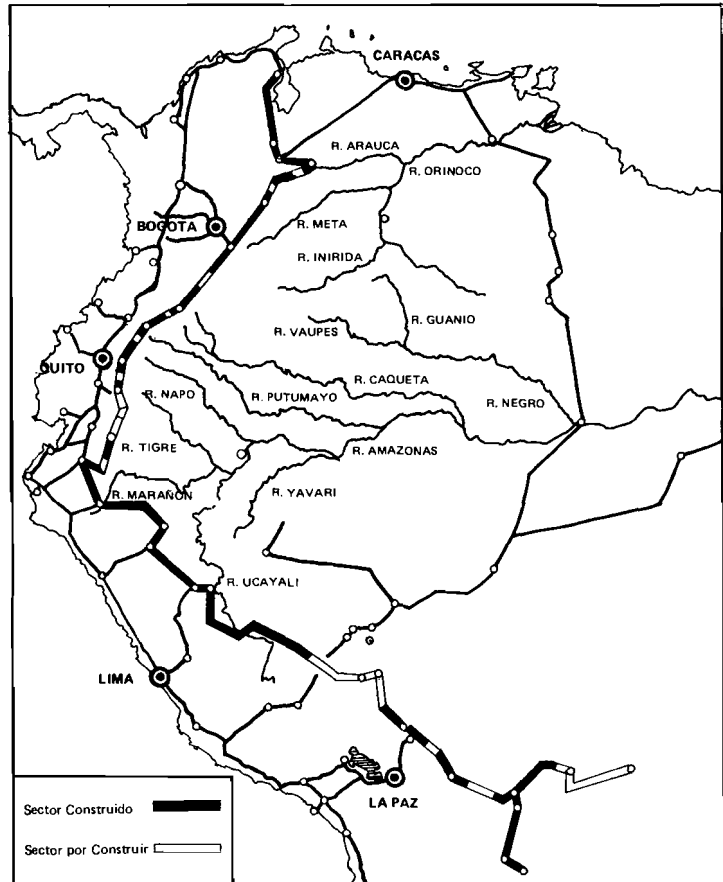 CARACAS
R. ARAUCA
R. ORINOCO
R. META
BOGOTA
R. INIRIDA
R. GUANIO
R. VAUPES
QUITO
R. CAQUETA
R. NAPO
R. PUTUMAYO
R. NEGRO
R. TIGRE
R. AMAZONAS
R. MARAÑON
R. YAVARI
R. UCAYALI
LIMA
LA PAZ
Sector Construido
Sector por Construir